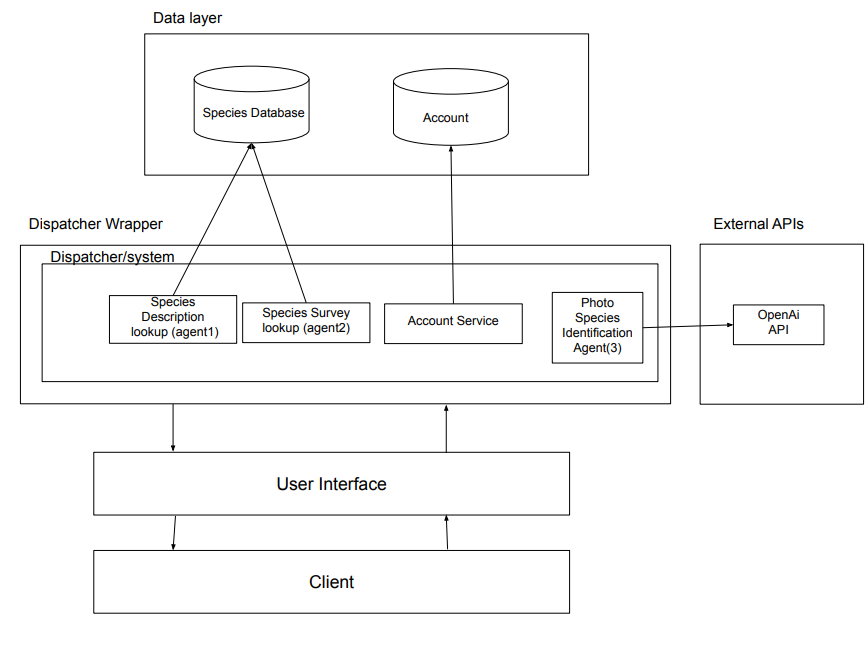 Data layer
Species Database
Account
Dispatcher Wrapper
External APIs
Dispatcher/system
Species
Description
lookup (agent1)
Species Survey
lookup (agent2)
Account Service
Photo
Species
Identification
Agent(3)
OpenAi
API
User Interface
Client